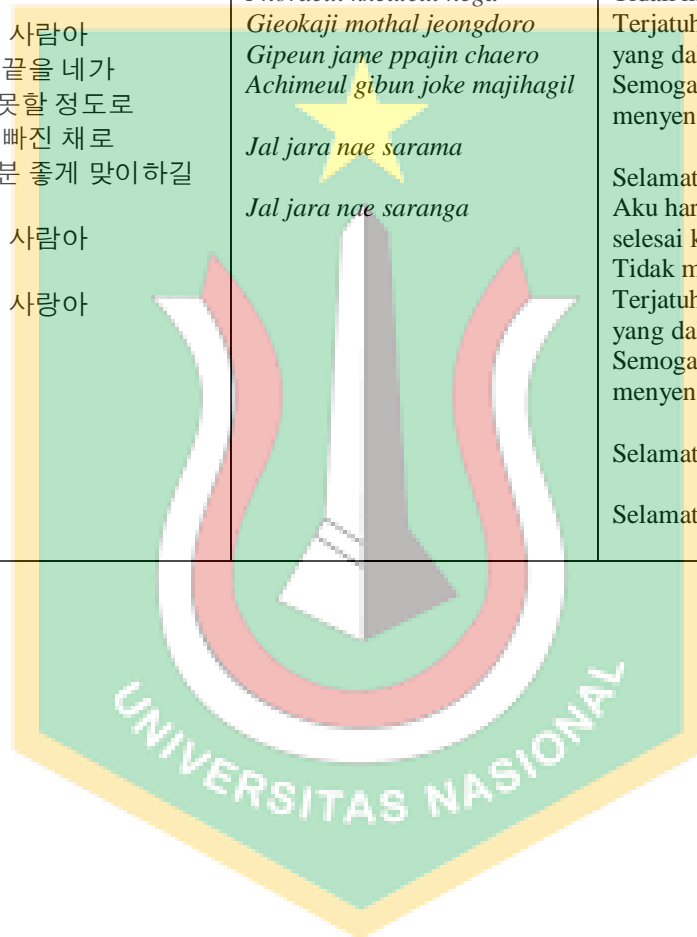 사람아
끝을 네가
못할 정도로
빠진 채로
좋게 맞이하길
사람아
사랑아
Gieokaji mothal jeongdoro
Gipeun jame ppajin chaero
Achimeul gibun joke majihagil
Jal jara nae sarama
Jal jara nae saranga
Terjatuh
yang da
Semoga
menyen
Selamat
Aku har
selesai k
Tidak m
Terjatuh
yang da
Semoga
menyen
Selamat
Selamat
UNIVERSITAS NASIONAL